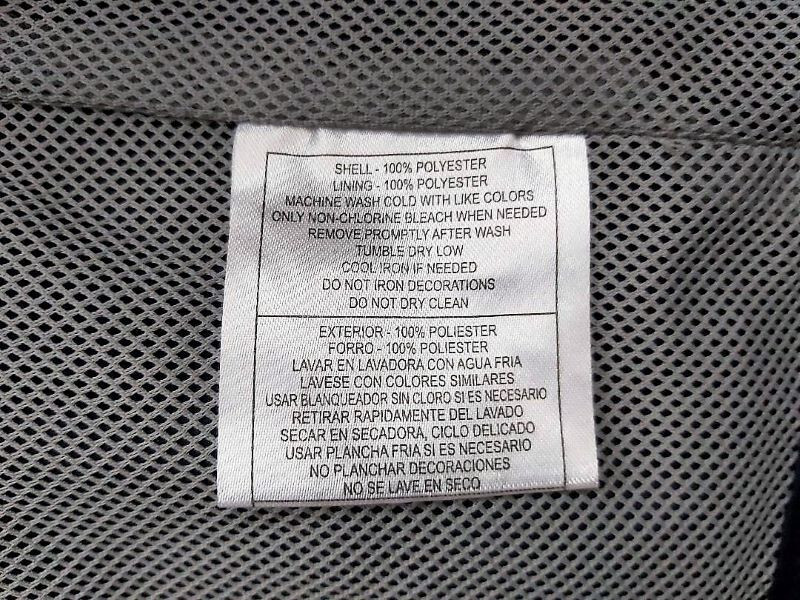 SHELL - 100% POLYESTER
LINING - 100% POLYESTER
MACHINE WASH COLD WITH LIKE COLORS
ONLY NON-CHLORINE BLEACH WHEN NEEDED
REMOVE PROMPTLY AFTER WASH
TUMBLE DRY LOW
COOL IRON IF NEEDED
DO NOT IRON DECORATIONS
DO NOT DRY CLEAN
EXTERIOR - 100% POLIESTER
FORRO - 100% POLIESTER
LAVAR EN LAVADORA CON AGUA FRIA
LAVESE CON COLORES SIMILARES
USAR BLANQUEADOR SIN CLORO SI ES NECESARIO
RETIRAR RAPIDAMENTE DEL LAVADO
SECAR EN SECADORA, CICLO DELICADO
USAR PLANCHA FRIA SI ES NECESARIO
NO PLANCHAR DECORACIONES
NO SE LAVE EN SECO